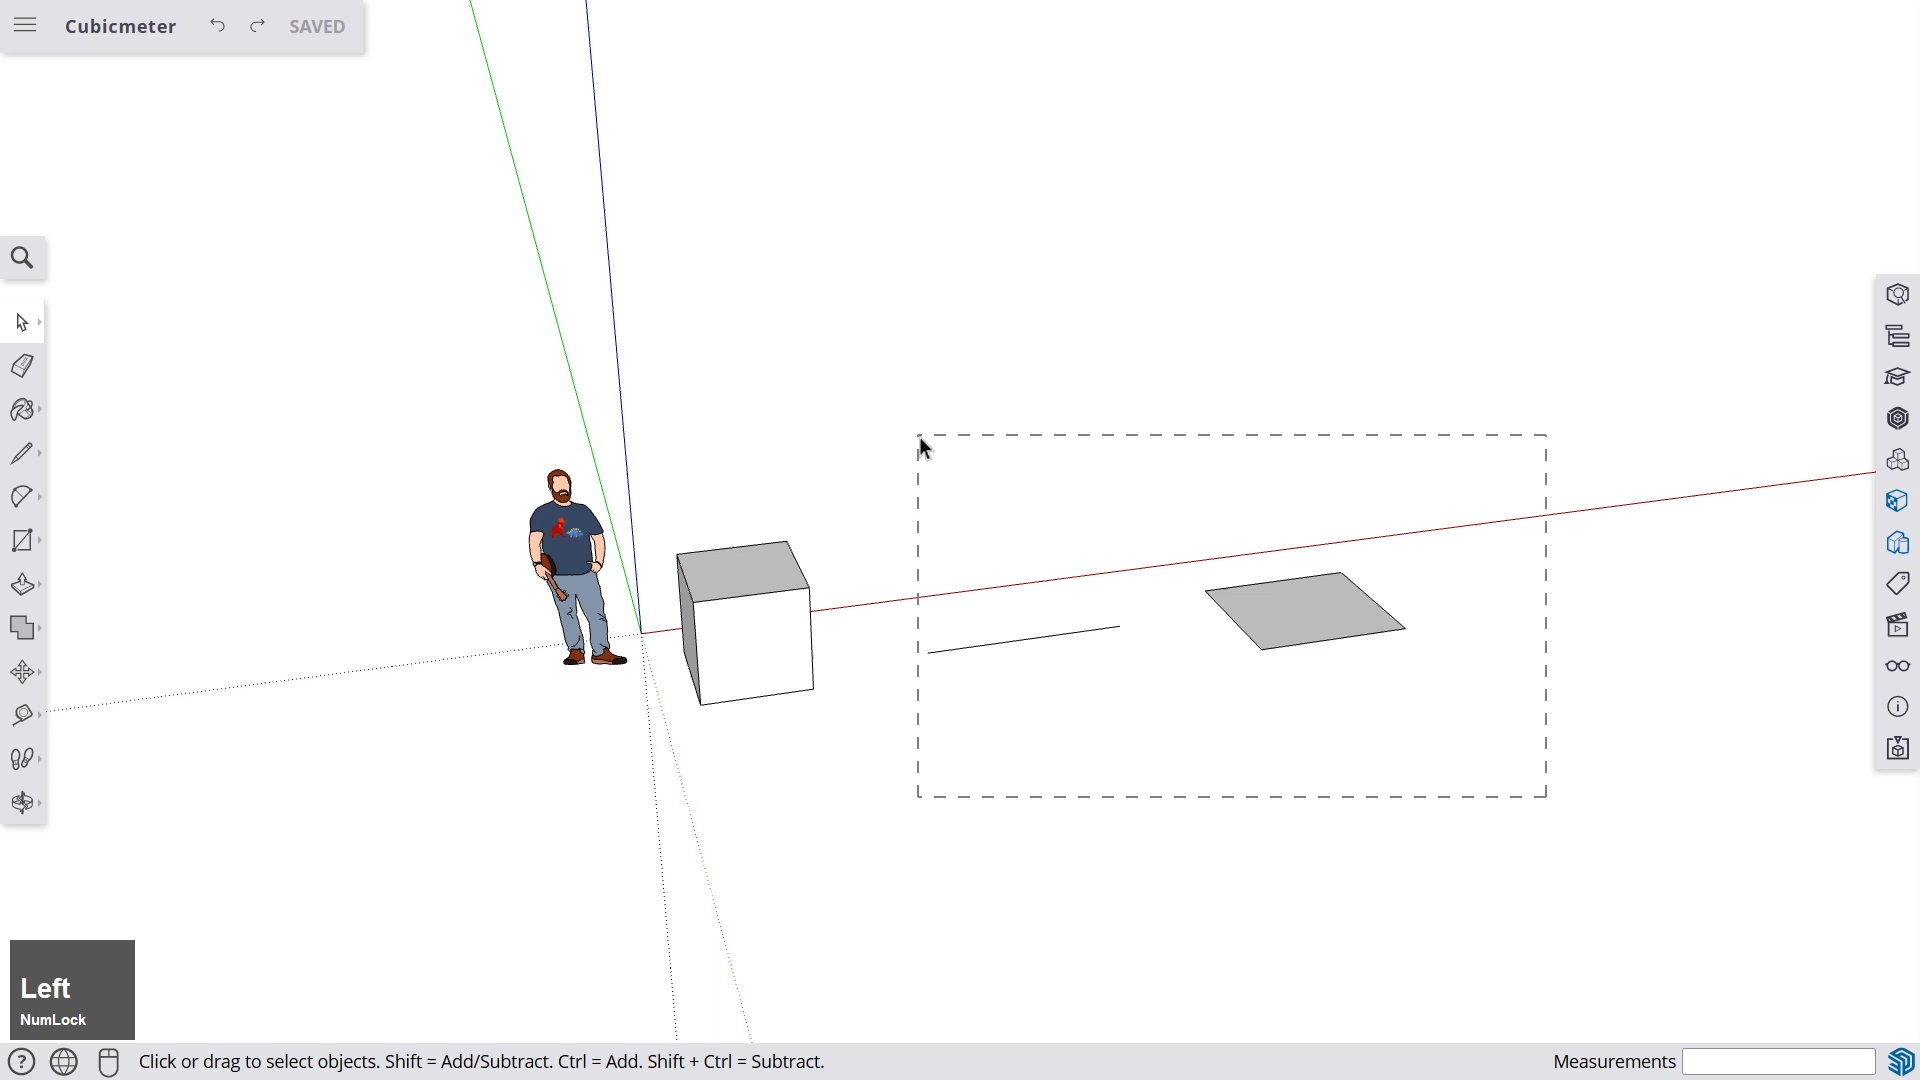 Cubicmeter SAVED
Left
NumLock
Click or drag to select objects. Shift = Add/Subtract. Ctrl = Add. Shift + Ctrl = Subtract. Measurements